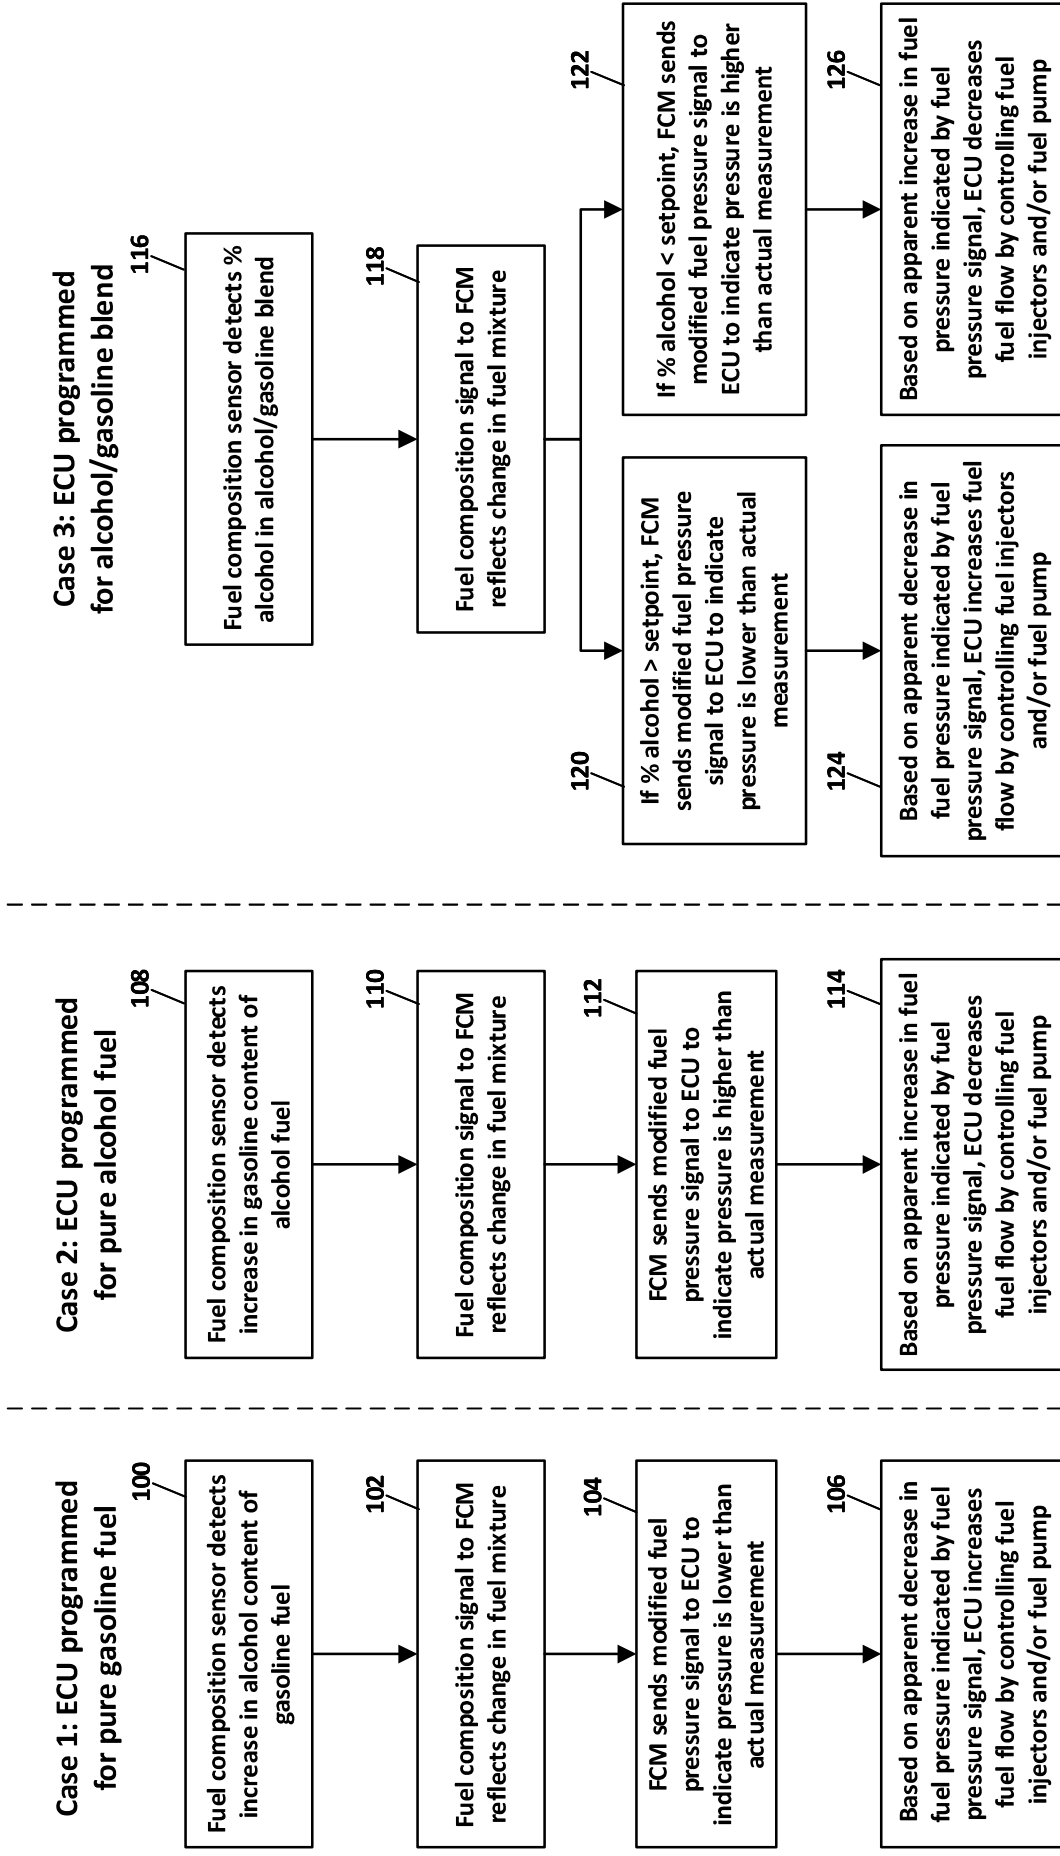 Case 1: ECU programmed
for pure gasoline fuel
100
Fuel composition sensor detects
increase in alcohol content of
gasoline fuel
102
Fuel composition signal to FCM
reflects change in fuel mixture
104
FCM sends modified fuel
pressure signal to ECU to
indicate pressure is lower than
actual measurement
106
Based on apparent decrease in
fuel pressure indicated by fuel
pressure signal, ECU increases
fuel flow by controlling fuel
injectors and/or fuel pump
Case 2: ECU programmed
for pure alcohol fuel
108
Fuel composition sensor detects
increase in gasoline content of
alcohol fuel
110
Fuel composition signal to FCM
reflects change in fuel mixture
112
FCM sends modified fuel
pressure signal to ECU to
indicate pressure is higher than
actual measurement
114
Based on apparent increase in fuel
pressure indicated by fuel
pressure signal, ECU decreases
fuel flow by controlling fuel
injectors and/or fuel pump
Case 3: ECU programmed
for alcohol/gasoline blend
116
Fuel composition sensor detects %
alcohol in alcohol/gasoline blend
118
Fuel composition signal to FCM
reflects change in fuel mixture
120
If % alcohol > setpoint, FCM
sends modified fuel pressure
signal to ECU to indicate
pressure is lower than actual
measurement
122
If % alcohol < setpoint, FCM sends
modified fuel pressure signal to
ECU to indicate pressure is higher
than actual measurement
124
Based on apparent decrease in
fuel pressure indicated by fuel
pressure signal, ECU increases fuel
flow by controlling fuel injectors
and/or fuel pump
126
Based on apparent increase in fuel
pressure indicated by fuel
pressure signal, ECU decreases
fuel flow by controlling fuel
injectors and/or fuel pump